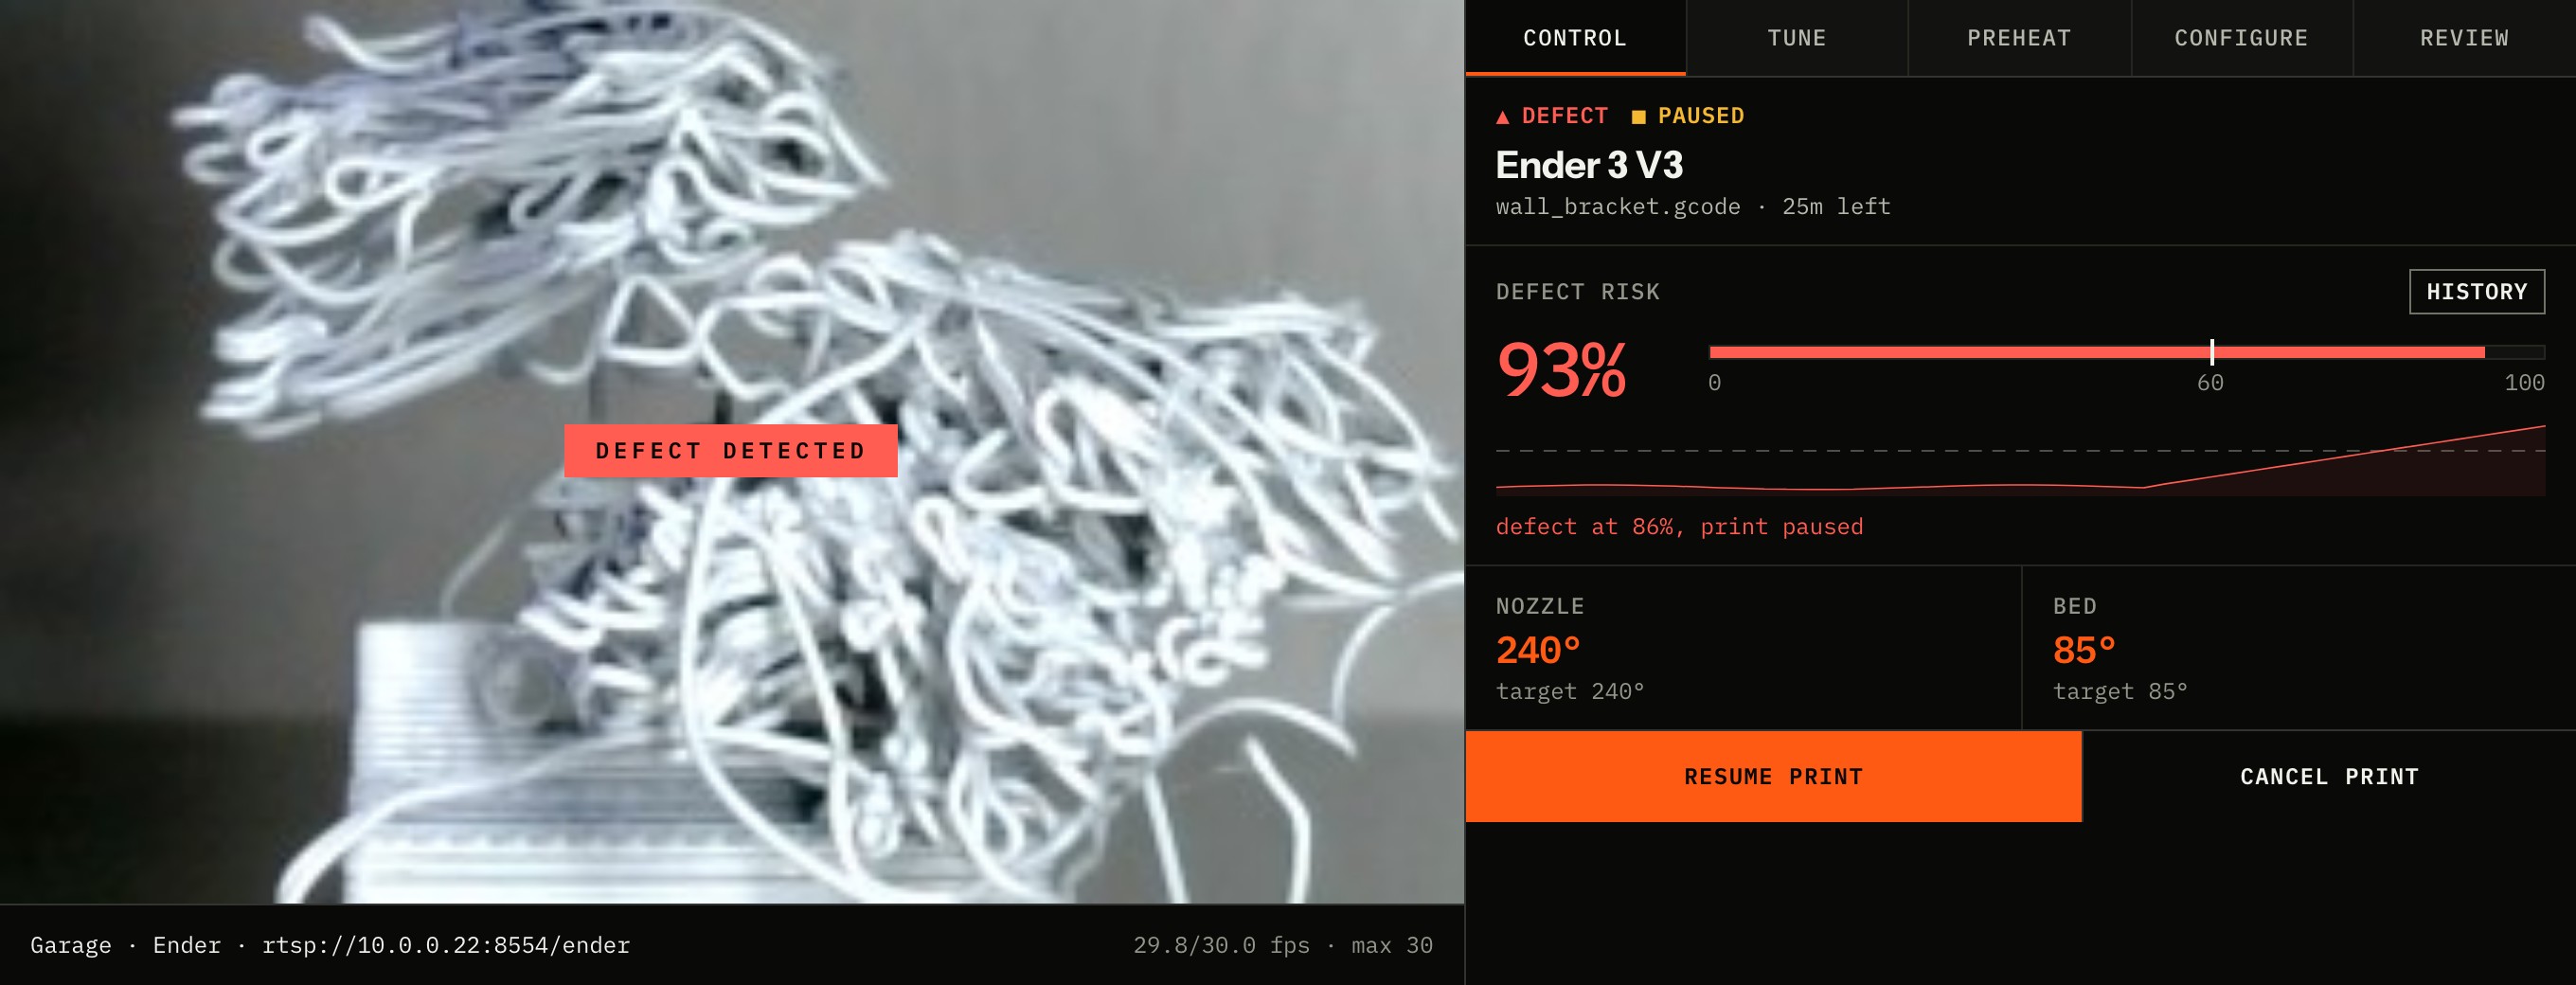 CONTROL
TUNE
PREHEAT
CONFIGURE
REVIEW
▲ DEFECT ■ PAUSED
Ender 3 V3
wall_bracket.gcode · 25m left
DEFECT RISK
HISTORY
93%
0
60
100
defect at 86%, print paused
NOZZLE
240°
target 240°
BED
85°
target 85°
RESUME PRINT
CANCEL PRINT
DEFECT DETECTED
Garage · Ender · rtsp://10.0.0.22:8554/ender
29.8/30.0 fps · max 30